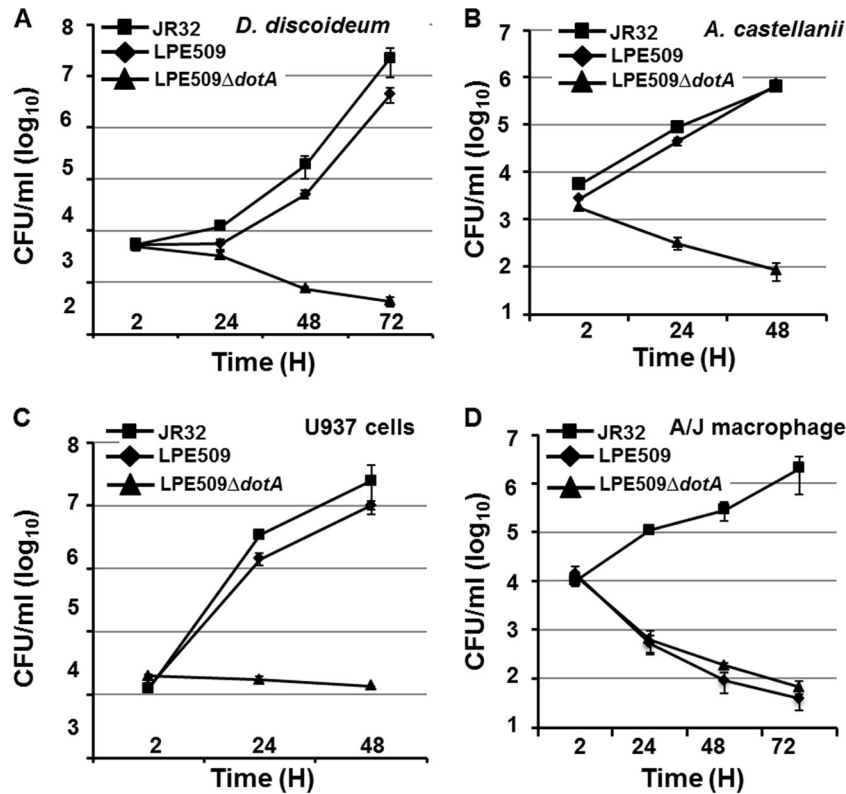 A
D. discoideum
JR32
LPE509
LPE509ΔdotA
CFU/ml (log10)
8
7
6
5
4
3
2
2 24 48 72
Time (H)
B
A. castellanii
JR32
LPE509
LPE509ΔdotA
CFU/ml (log10)
7
6
5
4
3
2
1
2 24 48
Time (H)
C
U937 cells
JR32
LPE509
LPE509ΔdotA
CFU/ml (log10)
8
7
6
5
4
3
2 24 48
Time (H)
D
A/J macrophage
JR32
LPE509
LPE509ΔdotA
CFU/ml (log10)
7
6
5
4
3
2
1
2 24 48 72
Time (H)